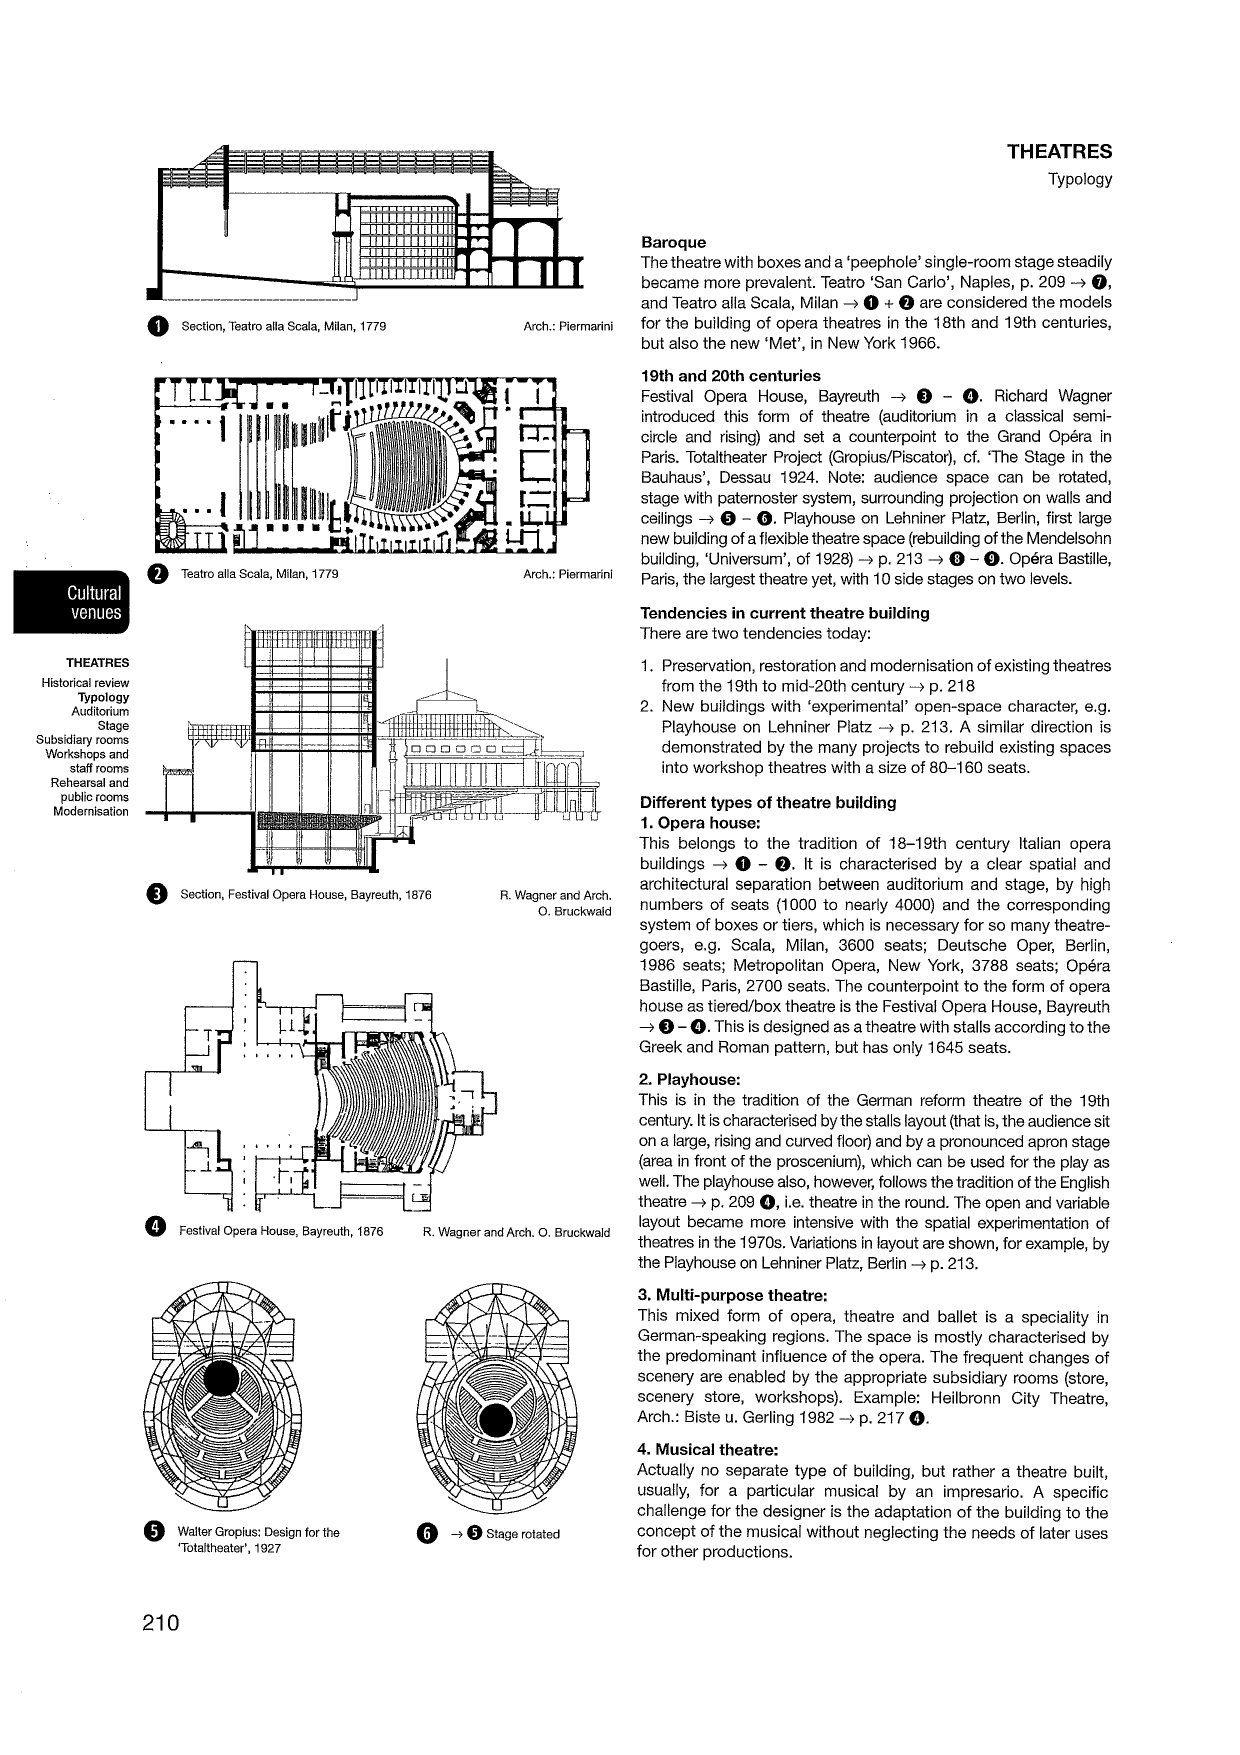 THEATRES
Typology
❶ Section, Teatro alla Scala, Milan, 1779 Arch.: Piermarini
❷ Teatro alla Scala, Milan, 1779 Arch.: Piermarini
Cultural
venues
THEATRES
Historical review
Typology
Auditorium
Stage
Subsidiary rooms
Workshops and
staff rooms
Rehearsal and
public rooms
Modernisation
❸ Section, Festival Opera House, Bayreuth, 1876 R. Wagner and Arch.
O. Bruckwald
❹ Festival Opera House, Bayreuth, 1876 R. Wagner and Arch. O. Bruckwald
❺ Walter Gropius: Design for the
'Totaltheater', 1927
❻ → ❺ Stage rotated
Baroque
The theatre with boxes and a 'peephole' single-room stage steadily
became more prevalent. Teatro 'San Carlo', Naples, p. 209 → ❼,
and Teatro alla Scala, Milan → ❶ + ❷ are considered the models
for the building of opera theatres in the 18th and 19th centuries,
but also the new 'Met', in New York 1966.
19th and 20th centuries
Festival Opera House, Bayreuth → ❸ – ❹. Richard Wagner
introduced this form of theatre (auditorium in a classical semi-
circle and rising) and set a counterpoint to the Grand Opéra in
Paris. Totaltheater Project (Gropius/Piscator), cf. 'The Stage in the
Bauhaus', Dessau 1924. Note: audience space can be rotated,
stage with paternoster system, surrounding projection on walls and
ceilings → ❺ – ❻. Playhouse on Lehniner Platz, Berlin, first large
new building of a flexible theatre space (rebuilding of the Mendelsohn
building, 'Universum', of 1928) → p. 213 → ❽ – ❾. Opéra Bastille,
Paris, the largest theatre yet, with 10 side stages on two levels.
Tendencies in current theatre building
There are two tendencies today:
1. Preservation, restoration and modernisation of existing theatres
from the 19th to mid-20th century → p. 218
2. New buildings with 'experimental' open-space character, e.g.
Playhouse on Lehniner Platz → p. 213. A similar direction is
demonstrated by the many projects to rebuild existing spaces
into workshop theatres with a size of 80–160 seats.
Different types of theatre building
1. Opera house:
This belongs to the tradition of 18–19th century Italian opera
buildings → ❶ – ❷. It is characterised by a clear spatial and
architectural separation between auditorium and stage, by high
numbers of seats (1000 to nearly 4000) and the corresponding
system of boxes or tiers, which is necessary for so many theatre-
goers, e.g. Scala, Milan, 3600 seats; Deutsche Oper, Berlin,
1986 seats; Metropolitan Opera, New York, 3788 seats; Opéra
Bastille, Paris, 2700 seats. The counterpoint to the form of opera
house as tiered/box theatre is the Festival Opera House, Bayreuth
→ ❸ – ❹. This is designed as a theatre with stalls according to the
Greek and Roman pattern, but has only 1645 seats.
2. Playhouse:
This is in the tradition of the German reform theatre of the 19th
century. It is characterised by the stalls layout (that is, the audience sit
on a large, rising and curved floor) and by a pronounced apron stage
(area in front of the proscenium), which can be used for the play as
well. The playhouse also, however, follows the tradition of the English
theatre → p. 209 ❹, i.e. theatre in the round. The open and variable
layout became more intensive with the spatial experimentation of
theatres in the 1970s. Variations in layout are shown, for example, by
the Playhouse on Lehniner Platz, Berlin → p. 213.
3. Multi-purpose theatre:
This mixed form of opera, theatre and ballet is a speciality in
German-speaking regions. The space is mostly characterised by
the predominant influence of the opera. The frequent changes of
scenery are enabled by the appropriate subsidiary rooms (store,
scenery store, workshops). Example: Heilbronn City Theatre,
Arch.: Biste u. Gerling 1982 → p. 217 ❹.
4. Musical theatre:
Actually no separate type of building, but rather a theatre built,
usually, for a particular musical by an impresario. A specific
challenge for the designer is the adaptation of the building to the
concept of the musical without neglecting the needs of later uses
for other productions.
210